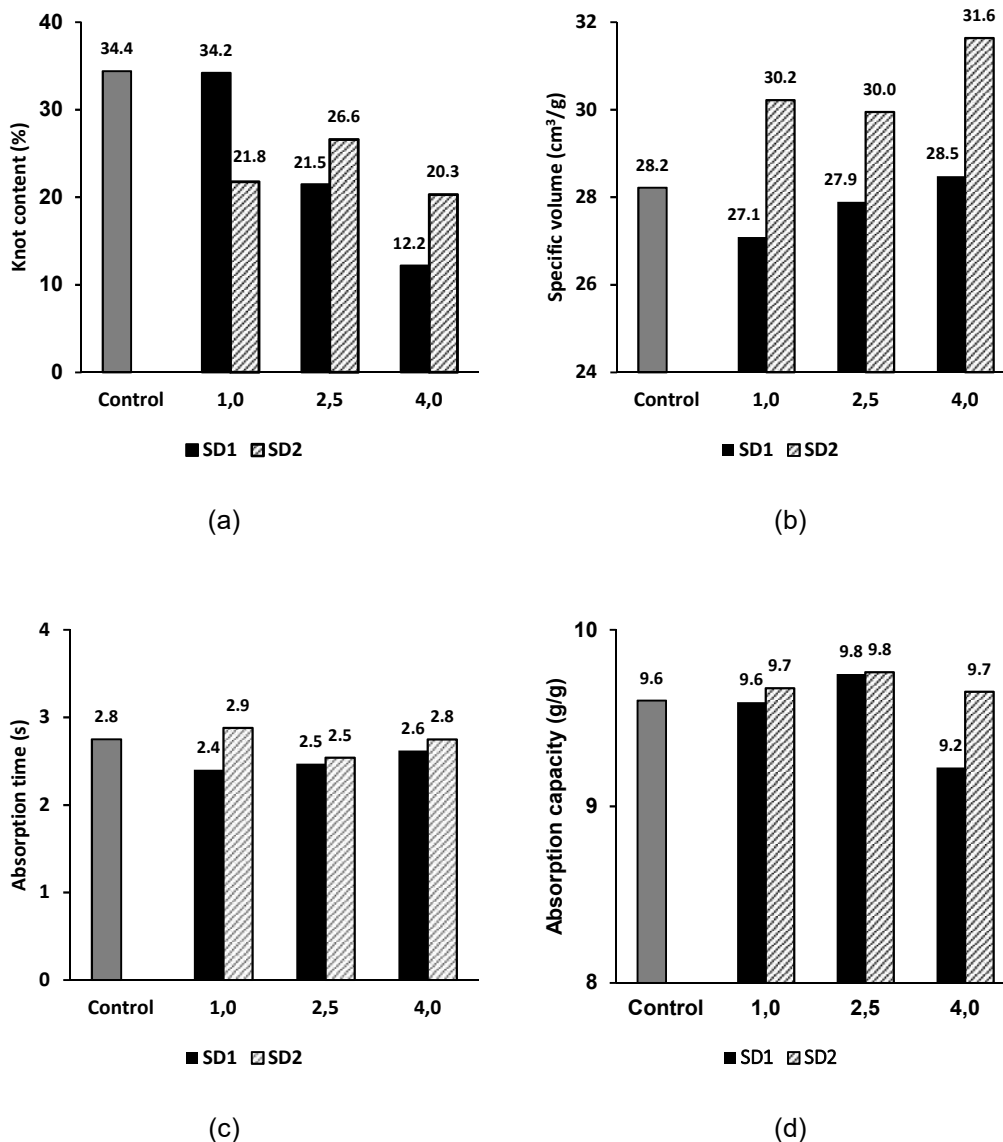 Knot content (%)
40
30
20
10
0
34.4
34.2
21.8
21.5
26.6
12.2
20.3
Control 1,0 2,5 4,0
SD1 SD2
(a)
Specific volume (cm³/g)
32
30
28
26
24
28.2
27.1
30.2
27.9
30.0
28.5
31.6
Control 1,0 2,5 4,0
SD1 SD2
(b)
Absorption time (s)
4
3
2
1
0
2.8
2.4
2.9
2.5
2.5
2.6
2.8
Control 1,0 2,5 4,0
SD1 SD2
(c)
Absorption capacity (g/g)
10
9
8
9.6
9.6
9.7
9.8
9.8
9.2
9.7
Control 1,0 2,5 4,0
SD1 SD2
(d)